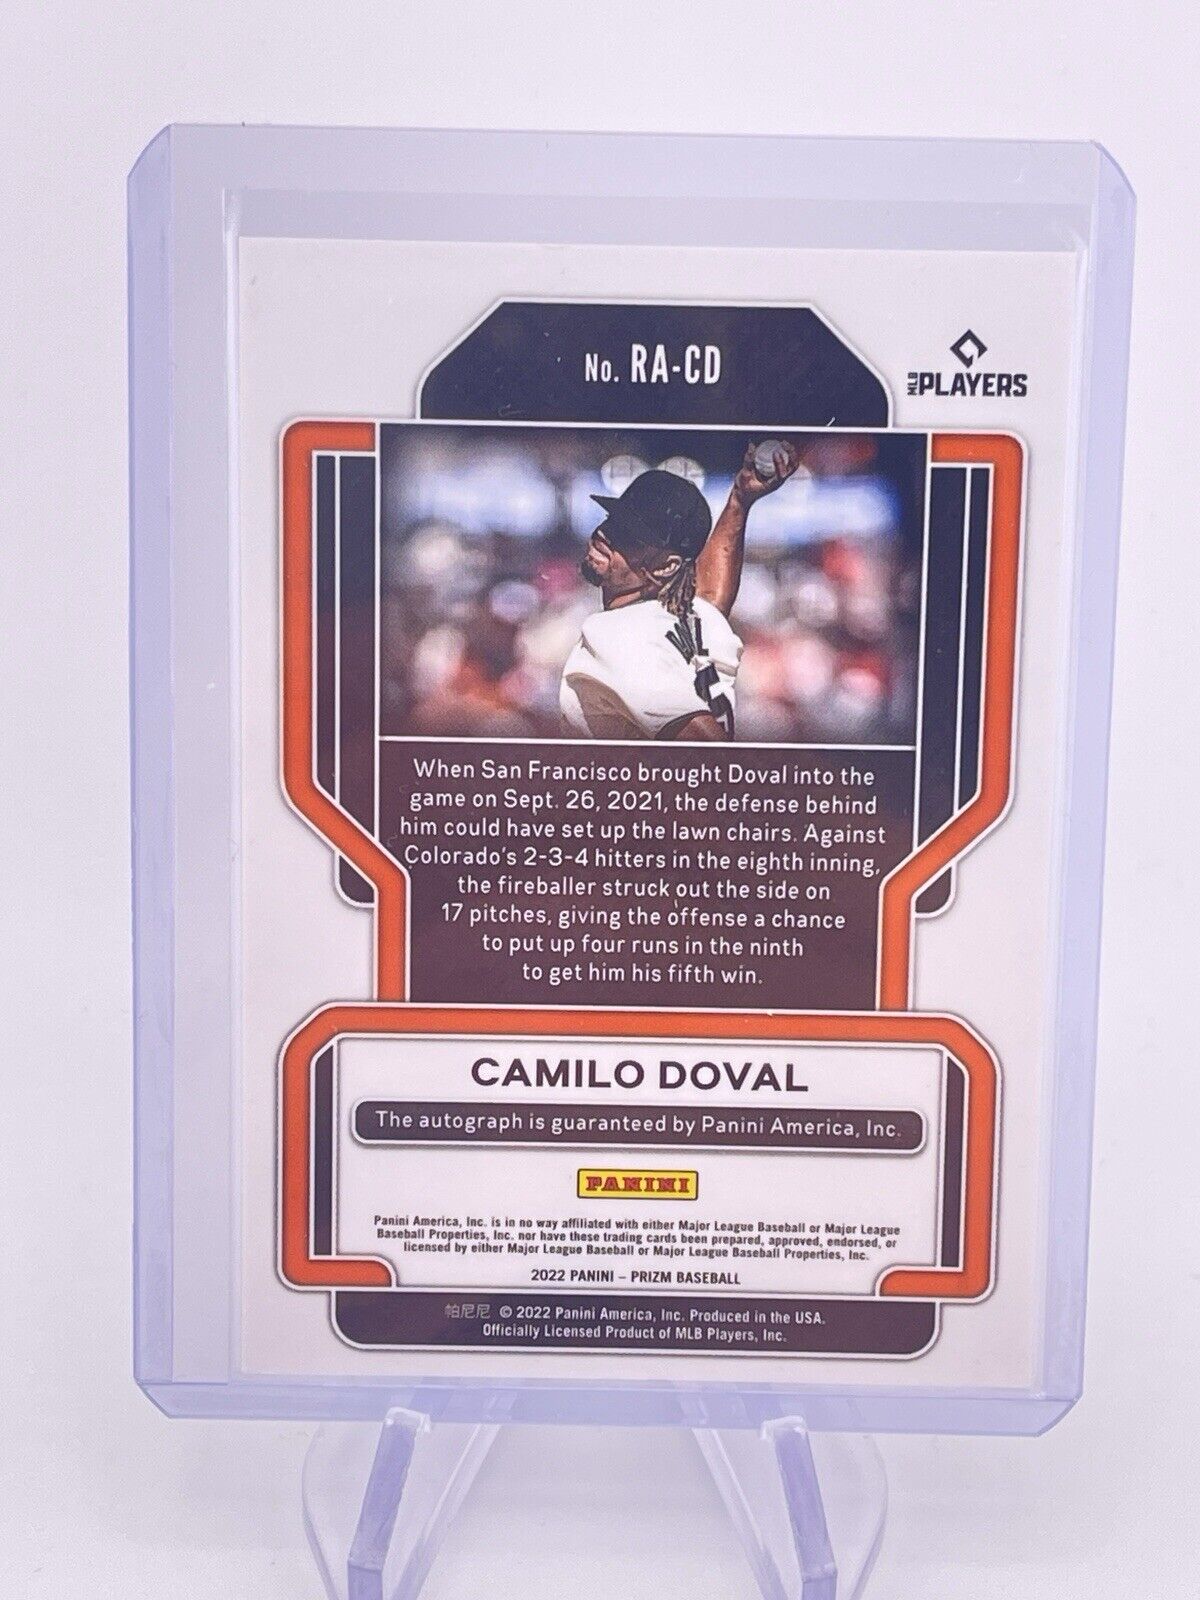 No. RA-CD
MLB PLAYERS
When San Francisco brought Doval into the
game on Sept. 26, 2021, the defense behind
him could have set up the lawn chairs. Against
Colorado's 2-3-4 hitters in the eighth inning,
the fireballer struck out the side on
17 pitches, giving the offense a chance
to put up four runs in the ninth
to get him his fifth win.
CAMILO DOVAL
The autograph is guaranteed by Panini America, Inc.
PANINI
Panini America, Inc. is in no way affiliated with either Major League Baseball or Major League
Baseball Properties, Inc. nor have these trading cards been prepared, approved, endorsed, or
licensed by either Major League Baseball or Major League Baseball Properties, Inc.
2022 PANINI – PRIZM BASEBALL
帕尼尼 © 2022 Panini America, Inc. Produced in the USA.
Officially Licensed Product of MLB Players, Inc.